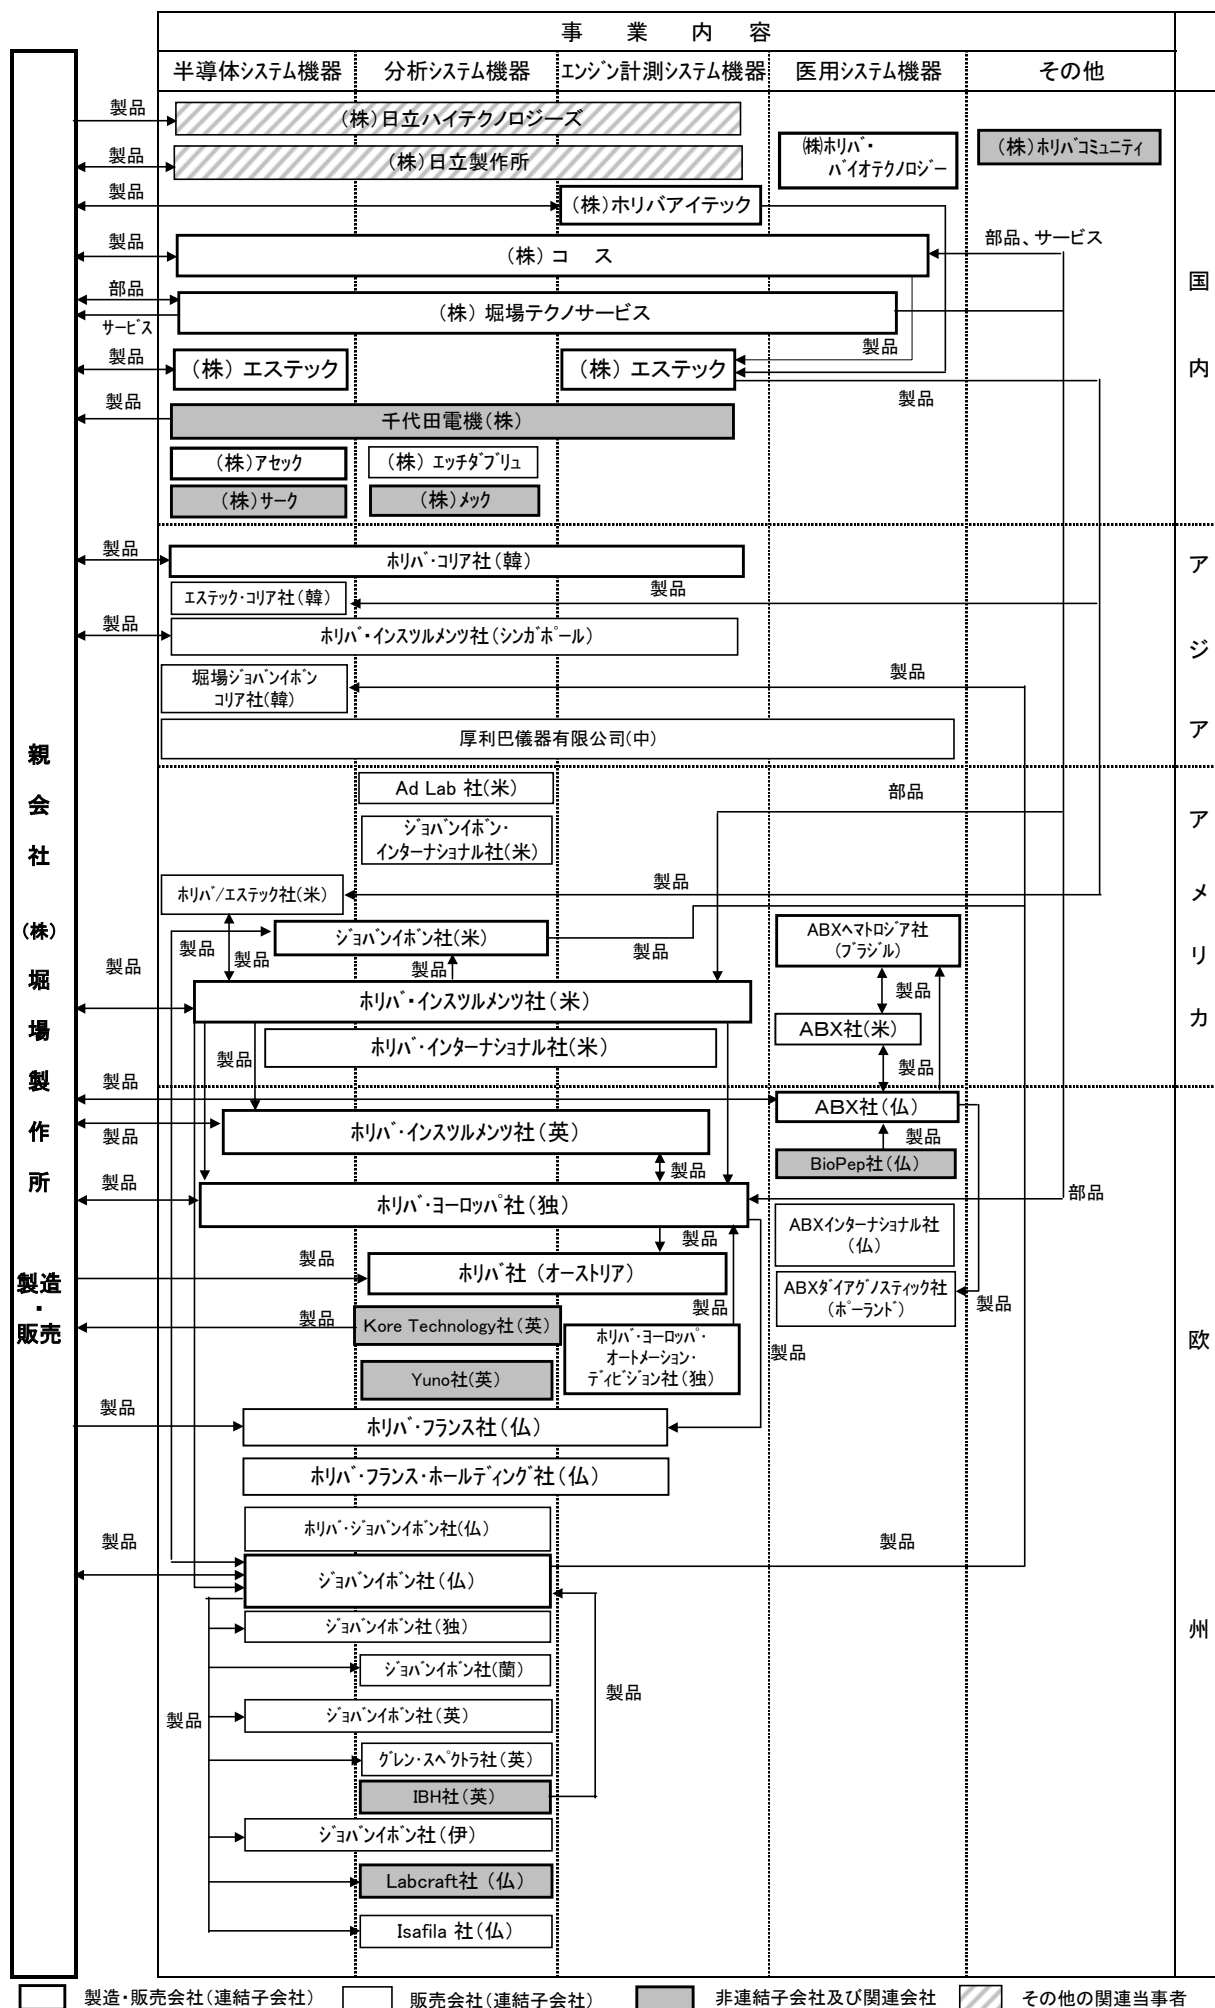 事　業　内　容
半導体システム機器
分析システム機器
エンジン計測システム機器
医用システム機器
その他
製品
(株)日立ハイテクノロジーズ
製品
(株)日立製作所
㈱ホリバ・
バイオテクノロジー
(株)ホリバコミュニティ
製品
(株)ホリバアイテック
製品
(株)コ　ス
部品、サービス
部品
(株) 堀場テクノサービス
サービス
製品
製品
(株) エステック
(株) エステック
製品
製品
千代田電機(株)
(株)アセック
(株) エッチダブリュ
(株)サーク
(株)メック
国
内
製品
ホリバ・コリア社(韓)
エステック・コリア社(韓)
製品
製品
ホリバ・インスツルメンツ社(シンガポール)
堀場ジョバンイボン
コリア社(韓)
製品
厚利巴儀器有限公司(中)
ア
ジ
ア
Ad Lab 社(米)
部品
ジョバンイボン・
インターナショナル社(米)
ホリバ/エステック社(米)
製品
製品
製品
ジョバンイボン社(米)
製品
ABXヘマトロジア社
(ブラジル)
製品
製品
ホリバ・インスツルメンツ社(米)
ABX社(米)
製品
ホリバ・インターナショナル社(米)
製品
ア
メ
リ
カ
製品
ABX社(仏)
製品
ホリバ・インスツルメンツ社(英)
製品
製品
BioPep社(仏)
製品
ホリバ・ヨーロッパ社(独)
部品
製品
ABXインターナショナル社
(仏)
製品
ホリバ社 (オーストリア)
ABXダイアグノスティック社
(ポーランド)
製品
製品
製品
Kore Technology社(英)
ホリバ・ヨーロッパ・
オートメーション・
ディビジョン社(独)
製品
Yuno社(英)
製品
ホリバ・フランス社(仏)
ホリバ・フランス・ホールディング社(仏)
ホリバ・ジョバンイボン社(仏)
製品
製品
ジョバンイボン社(仏)
ジョバンイボン社(独)
ジョバンイボン社(蘭)
製品
製品
ジョバンイボン社(英)
グレン・スペクトラ社(英)
IBH社(英)
ジョバンイボン社(伊)
Labcraft社 (仏)
Isafila 社(仏)
欧
州
親
会
社
(株)
堀
場
製
作
所
製造
・
販売
製造・販売会社(連結子会社)
販売会社(連結子会社)
非連結子会社及び関連会社
その他の関連当事者